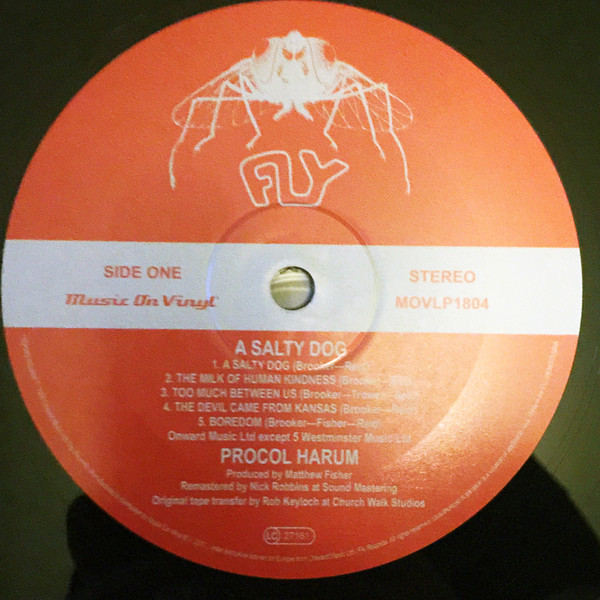 FLY
SIDE ONE
STEREO
Music On Vinyl
MOVLP1804
A SALTY DOG
1. A SALTY DOG (Brooker—Reid)
2. THE MILK OF HUMAN KINDNESS (Brooker—Reid)
3. TOO MUCH BETWEEN US (Brooker—Trower—Reid)
4. THE DEVIL CAME FROM KANSAS (Brooker—Reid)
5. BOREDOM (Brooker—Fisher—Reid)
Onward Music Ltd except 5 Westminster Music Ltd
PROCOL HARUM
Produced by Matthew Fisher
Remastered by Nick Robbins at Sound Mastering
Original tape transfer by Rob Keyloch at Church Walk Studios
LC 27161